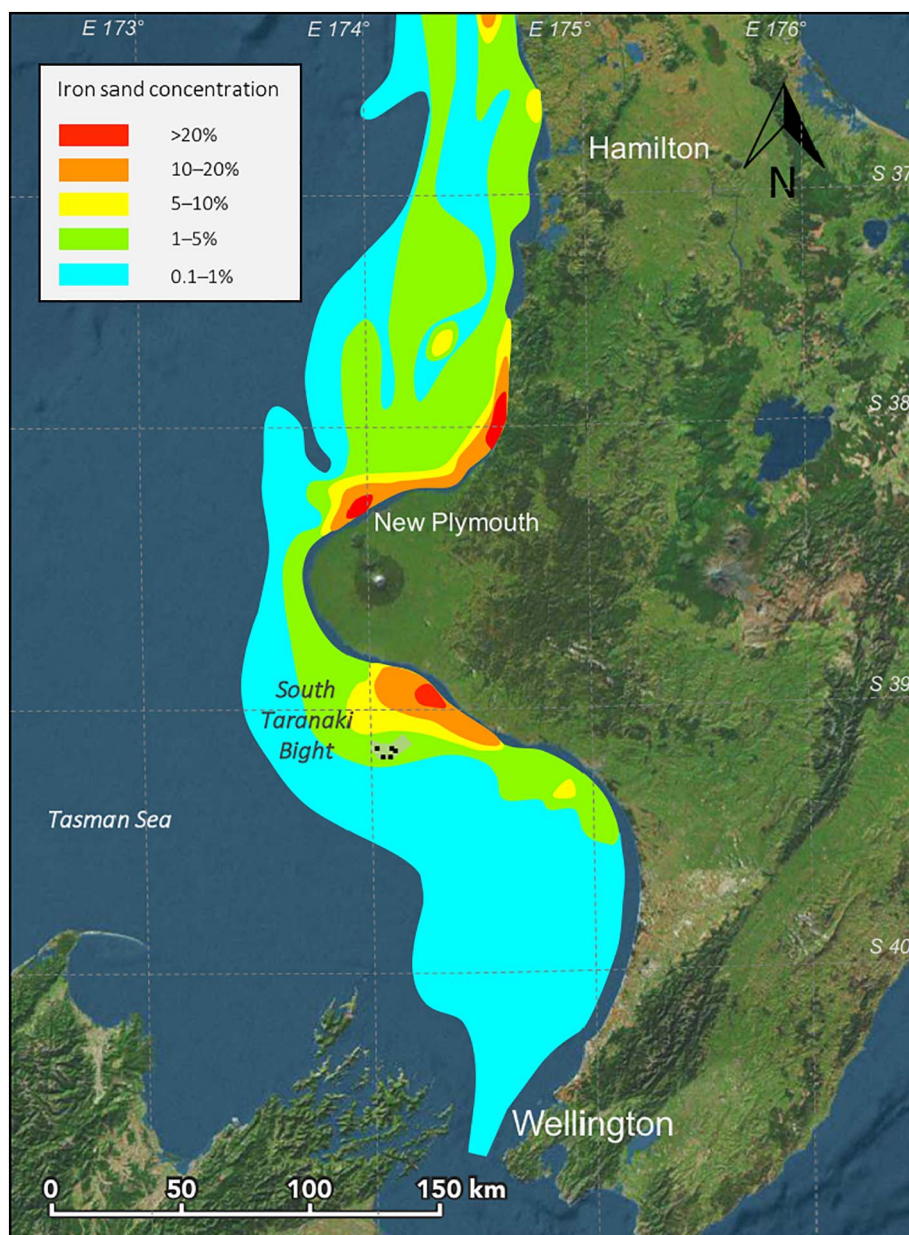 E 173°
E 174°
E 175°
E 176°
Iron sand concentration
>20%
10–20%
5–10%
1–5%
0.1–1%
Hamilton
N
S 37
S 38
New Plymouth
S 39
South
Taranaki
Bight
Tasman Sea
S 40
Wellington
0 50 100 150 km